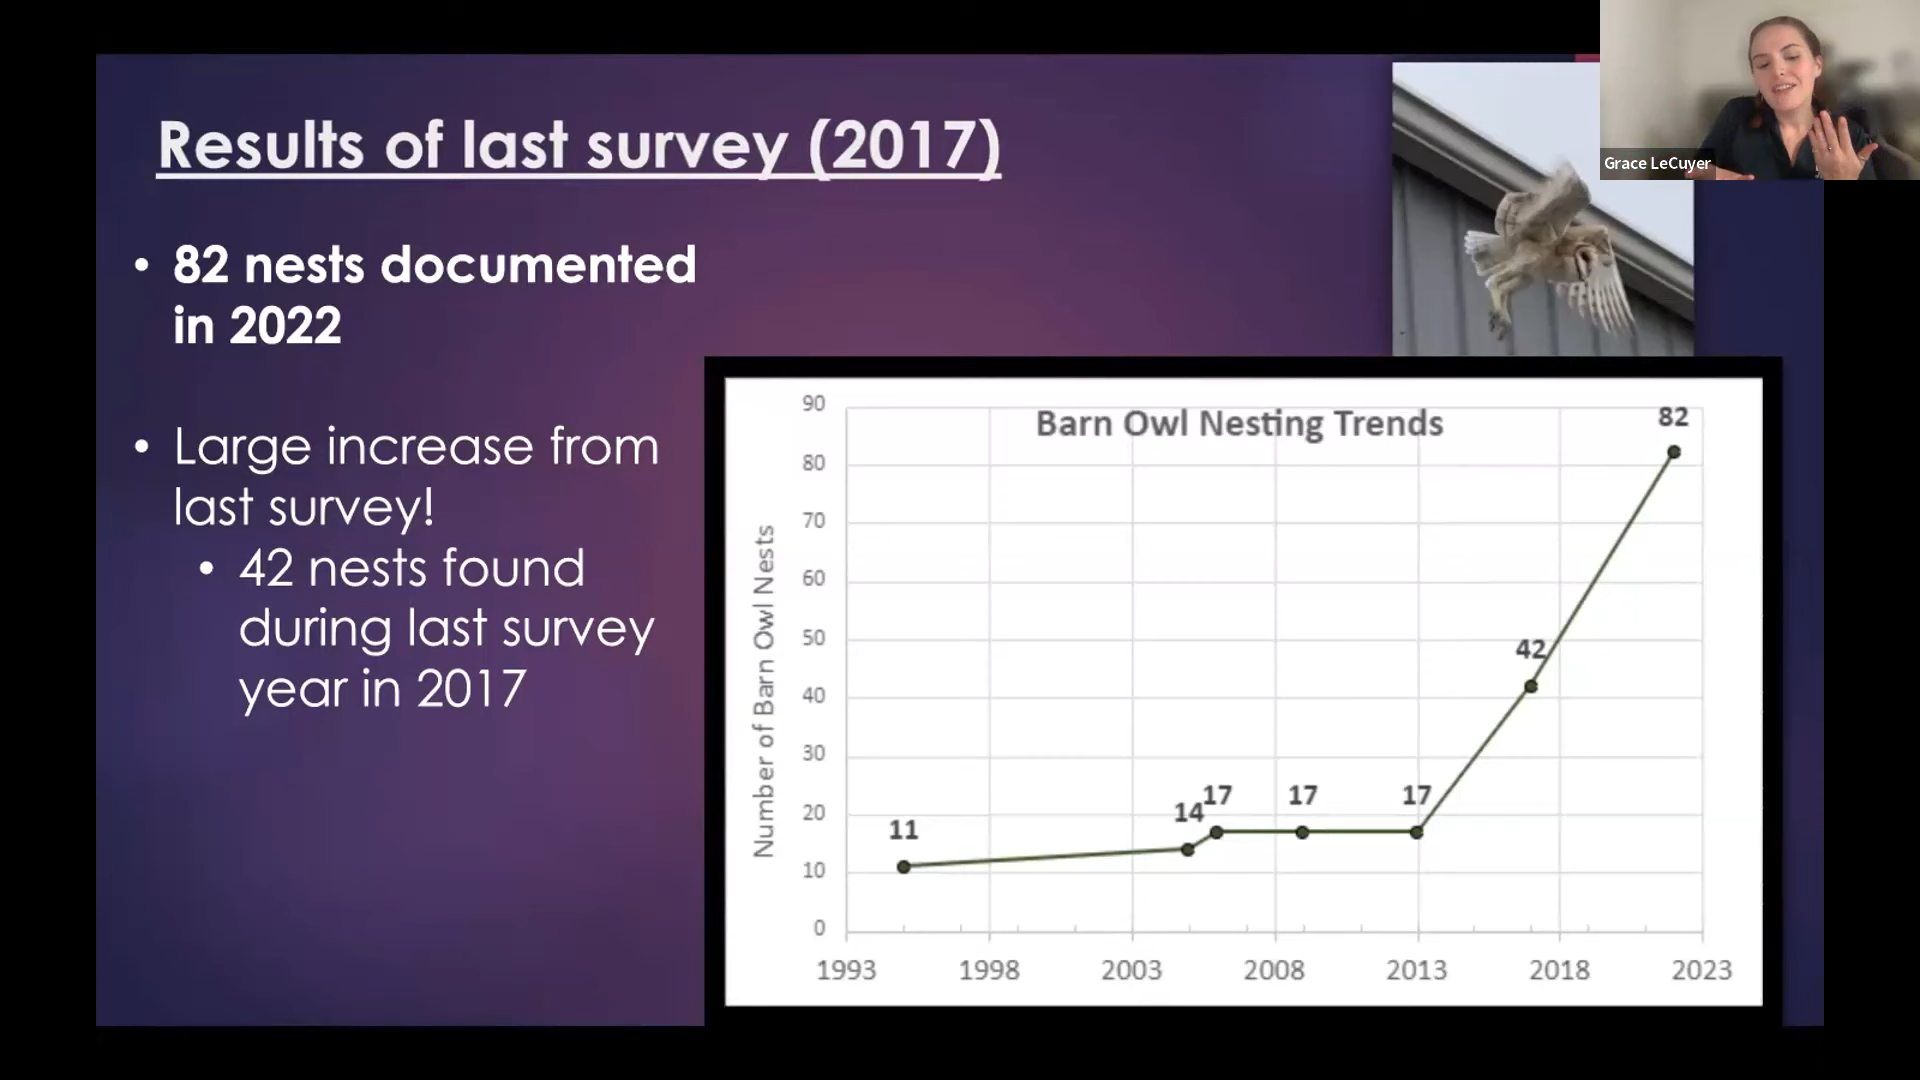 Results of last survey (2017)
Grace LeCuyer
• 82 nests documented
in 2022
• Large increase from
last survey!
• 42 nests found
during last survey
year in 2017
Barn Owl Nesting Trends
Number of Barn Owl Nests
90
80
70
60
50
40
30
20
10
0
11
14
17
17
17
42
82
1993
1998
2003
2008
2013
2018
2023